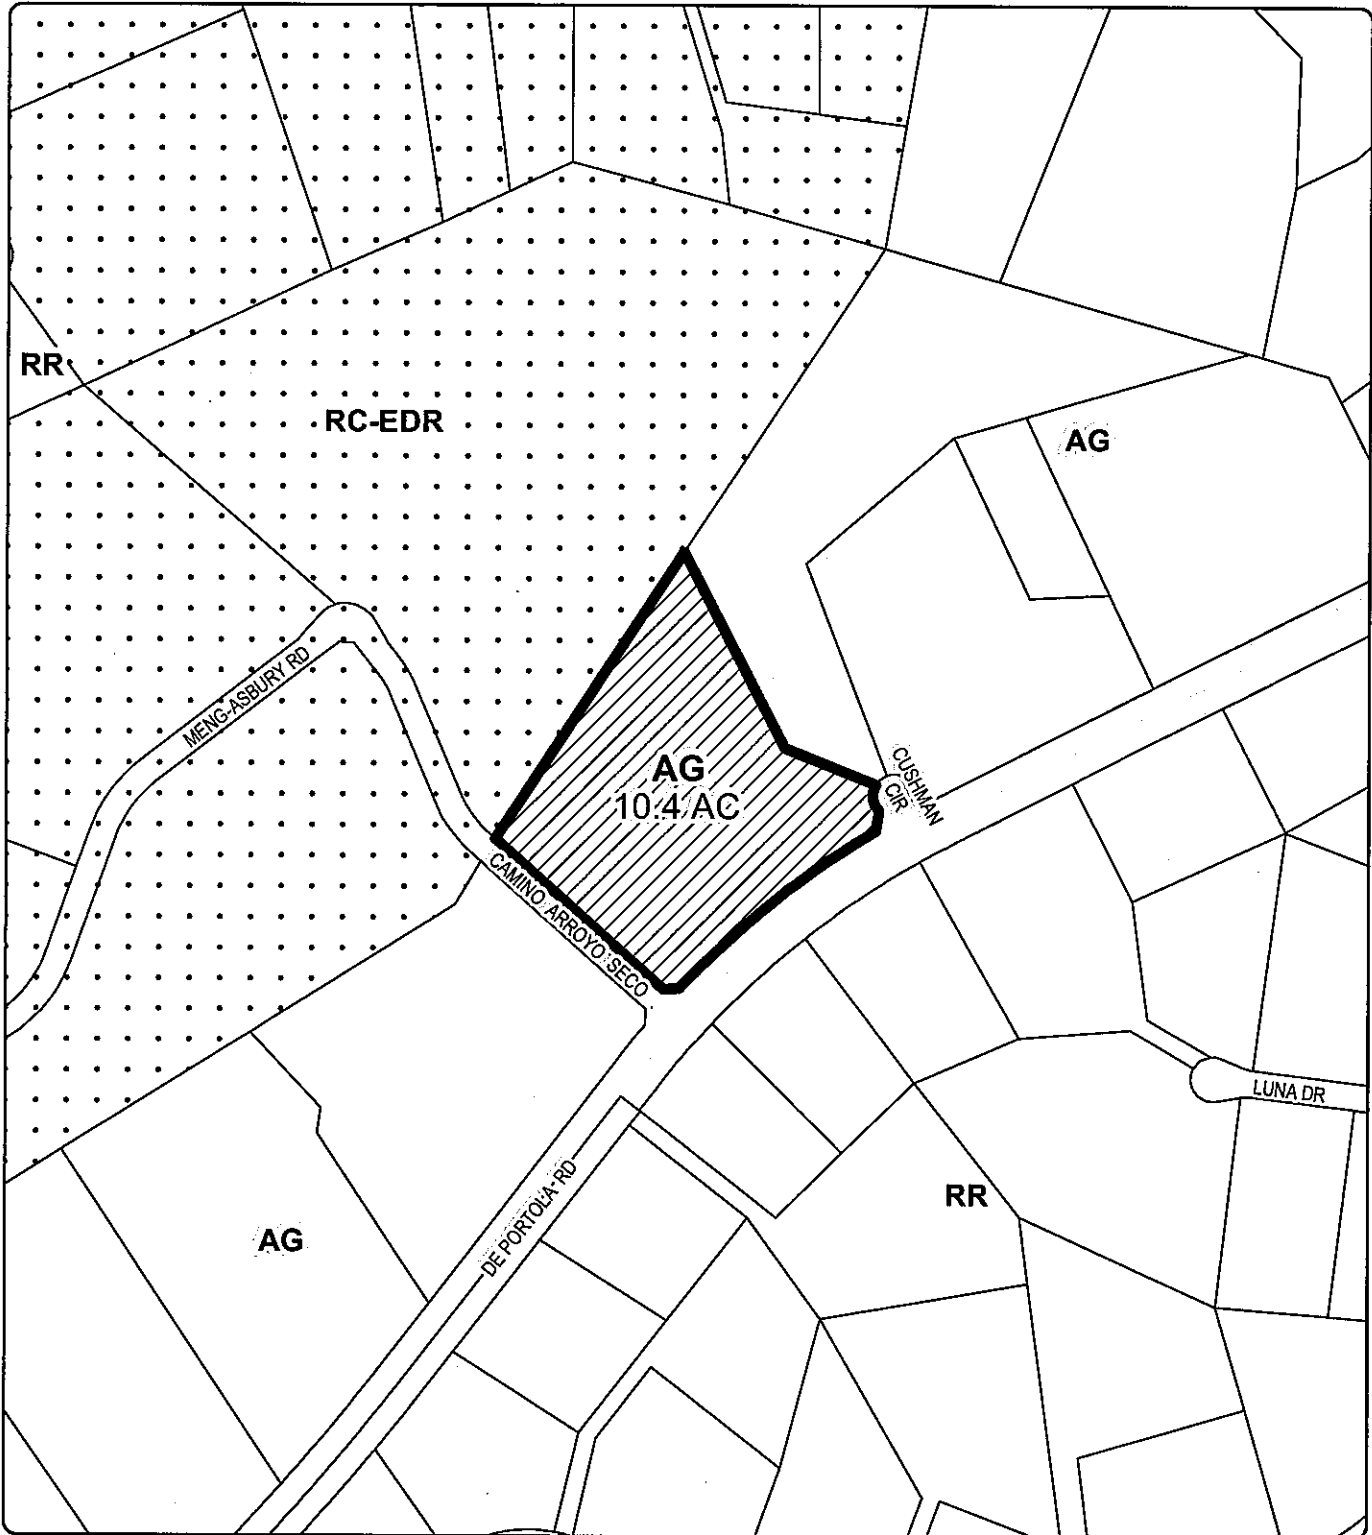 RR
RC-EDR
AG
MENG-ASBURY RD
AG
10.4 AC
CUSHMAN
CIR
CAMINO ARROYO SECO
LUNA DR
DE PORTOLA RD
RR
AG